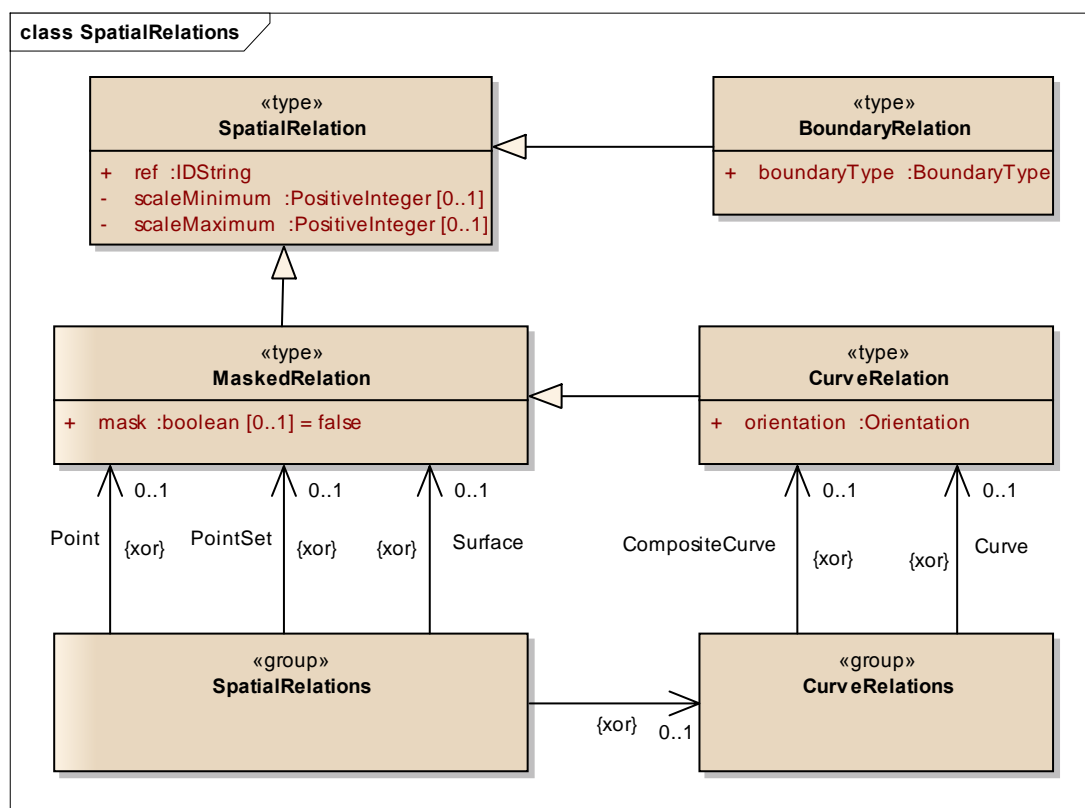 class SpatialRelations
«type»
SpatialRelation
+ ref :IDString
- scaleMinimum :PositiveInteger [0..1]
- scaleMaximum :PositiveInteger [0..1]
«type»
BoundaryRelation
+ boundaryType :BoundaryType
«type»
MaskedRelation
+ mask :boolean [0..1] = false
«type»
CurveRelation
+ orientation :Orientation
0..1
0..1
0..1
0..1
0..1
Point
{xor}
PointSet
{xor}
{xor}
Surface
CompositeCurve
{xor}
{xor}
Curve
«group»
SpatialRelations
{xor}
0..1
«group»
CurveRelations